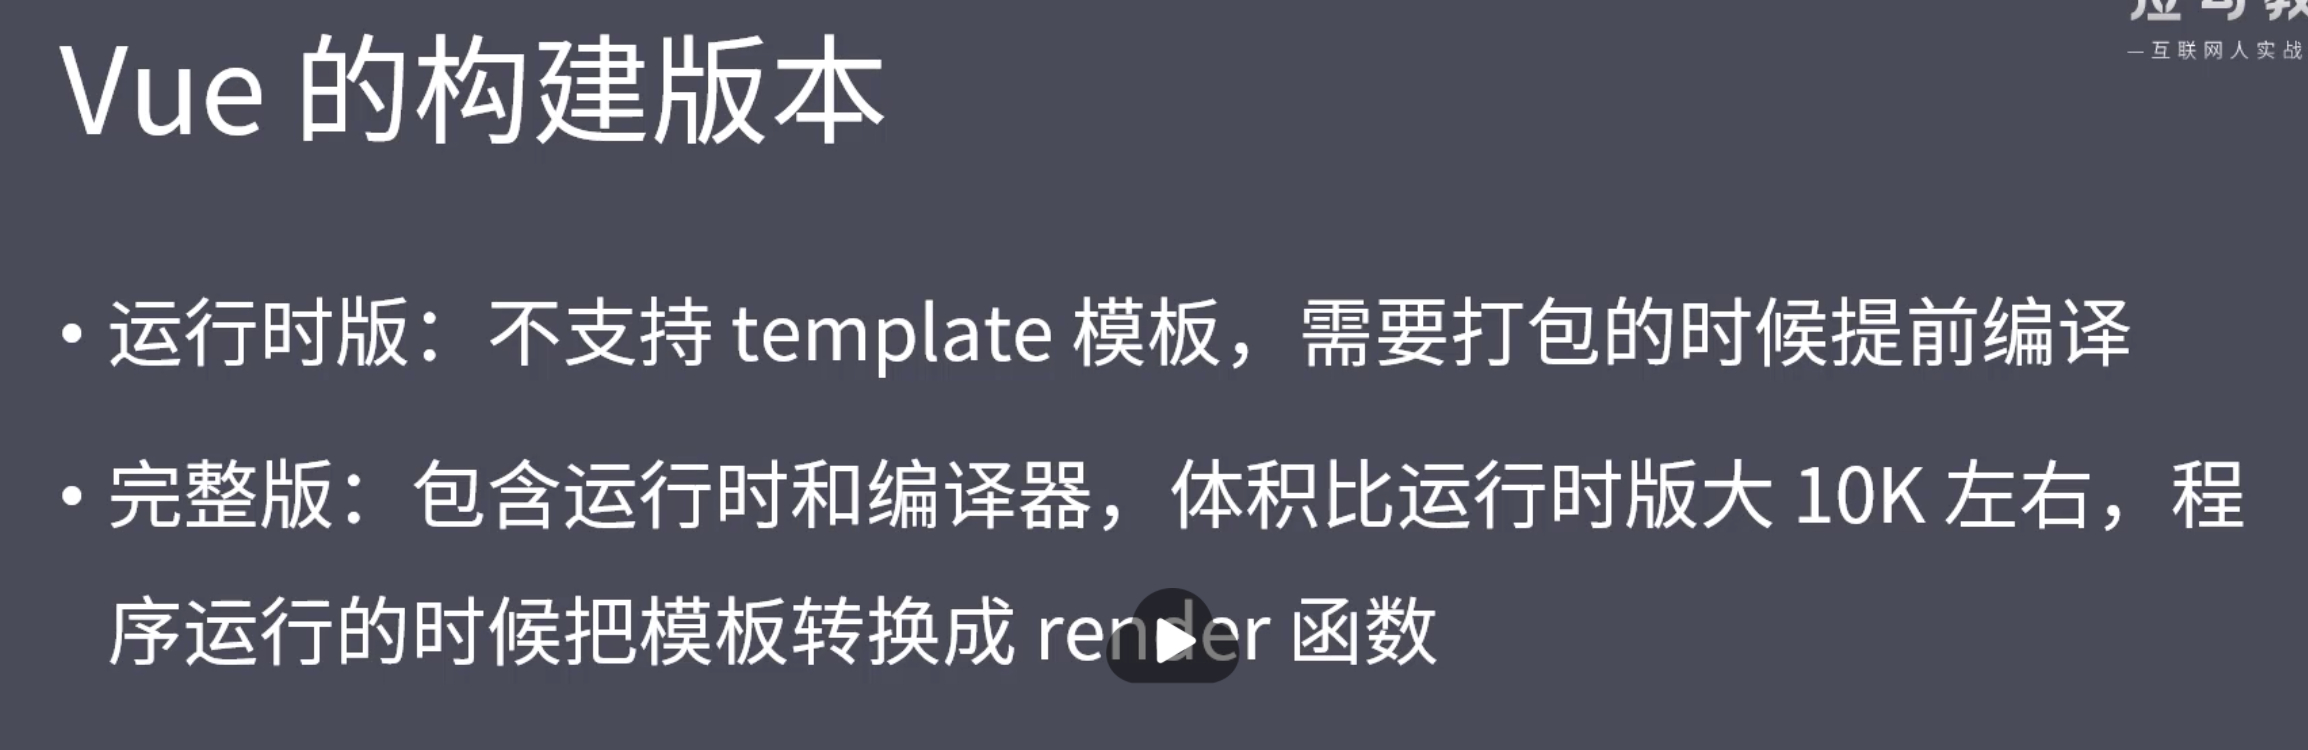 — 互联网人实战
Vue 的构建版本
• 运行时版：不支持 template 模板，需要打包的时候提前编译
• 完整版：包含运行时和编译器，体积比运行时版大 10K 左右，程
序运行的时候把模板转换成 render 函数